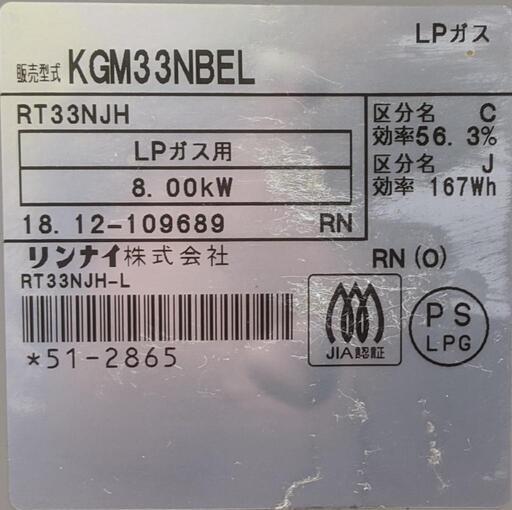 LPガス
販売型式 KGM33NBEL
RT33NJH
LPガス用
8.00kW
18.12-109689 RN
区分名 C
効率56.3%
区分名 J
効率 167Wh
リンナイ株式会社
RN(O)
RT33NJH-L
*51-2865
JIA認証
PS
LPG